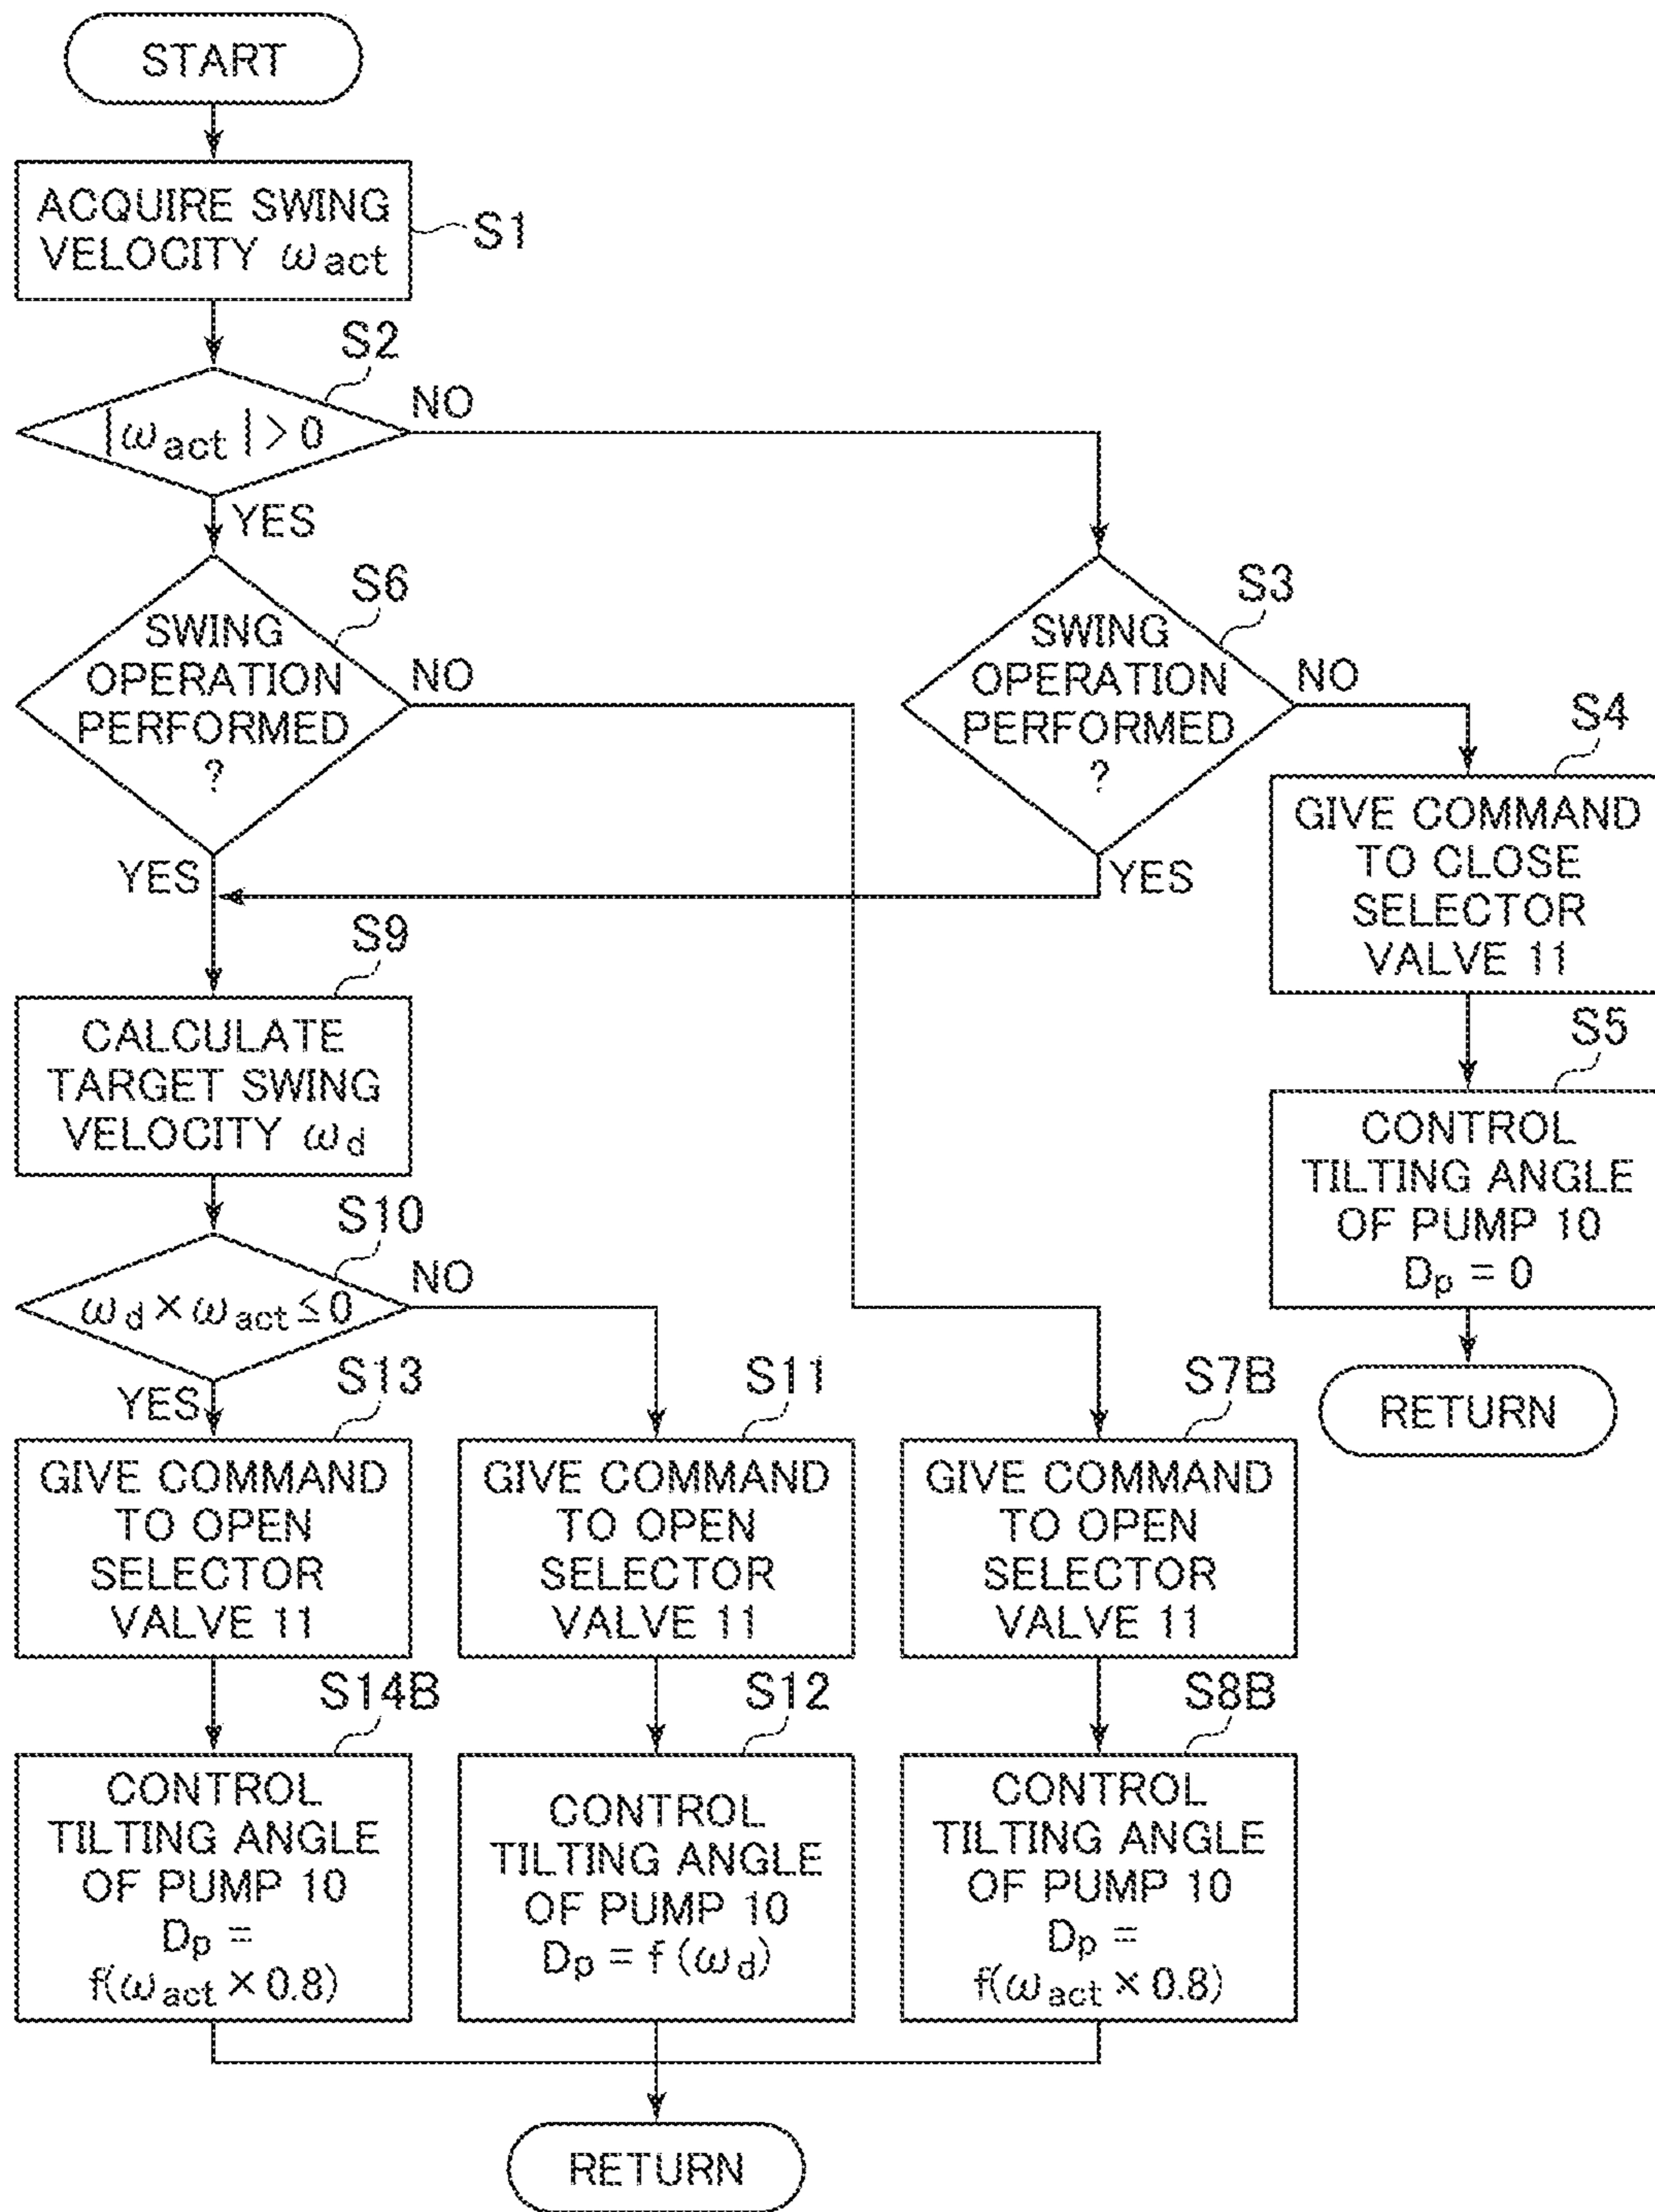 START
ACQUIRE SWING
VELOCITY ωact
S1
S2
|ωact| > 0
NO
YES
S6
SWING
OPERATION
PERFORMED
?
NO
YES
S3
SWING
OPERATION
PERFORMED
?
NO
YES
S4
GIVE COMMAND
TO CLOSE
SELECTOR
VALVE 11
S5
CONTROL
TILTING ANGLE
OF PUMP 10
Dp = 0
RETURN
S9
CALCULATE
TARGET SWING
VELOCITY ωd
S10
ωd × ωact ≤ 0
NO
YES
S13
GIVE COMMAND
TO OPEN
SELECTOR
VALVE 11
S14B
CONTROL
TILTING ANGLE
OF PUMP 10
Dp =
f(ωact × 0.8)
S11
GIVE COMMAND
TO OPEN
SELECTOR
VALVE 11
S12
CONTROL
TILTING ANGLE
OF PUMP 10
Dp = f (ωd)
S7B
GIVE COMMAND
TO OPEN
SELECTOR
VALVE 11
S8B
CONTROL
TILTING ANGLE
OF PUMP 10
Dp =
f(ωact × 0.8)
RETURN